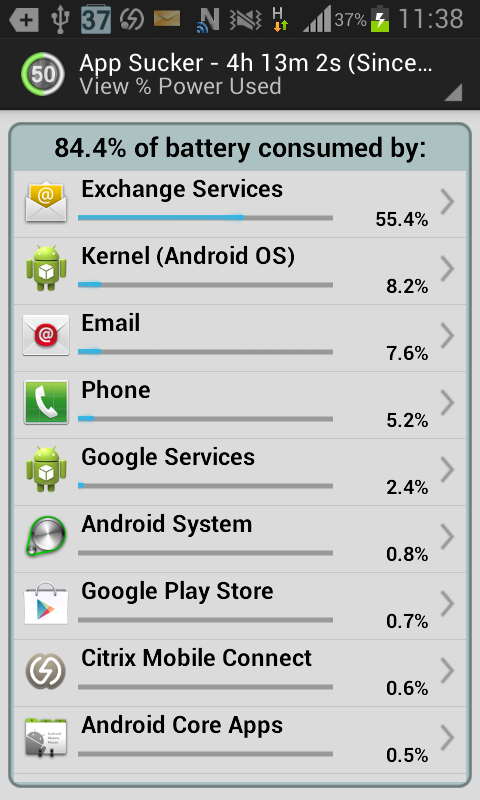 37 H 37% 11:38
50 App Sucker - 4h 13m 2s (Since...
View % Power Used
84.4% of battery consumed by:
Exchange Services
55.4%
Kernel (Android OS)
8.2%
Email
7.6%
Phone
5.2%
Google Services
2.4%
Android System
0.8%
Google Play Store
0.7%
Citrix Mobile Connect
0.6%
Android Core Apps
0.5%